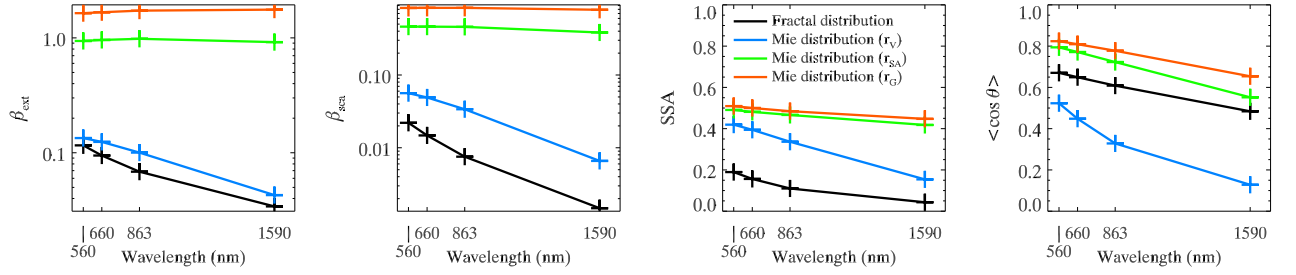 1.0
0.1
β_ext
560
660
863
1590
Wavelength (nm)
0.10
0.01
β_sca
560
660
863
1590
Wavelength (nm)
1.0
0.8
0.6
0.4
0.2
0.0
SSA
Fractal distribution
Mie distribution (r_V)
Mie distribution (r_SA)
Mie distribution (r_G)
560
660
863
1590
Wavelength (nm)
1.0
0.8
0.6
0.4
0.2
0.0
<cos θ>
560
660
863
1590
Wavelength (nm)